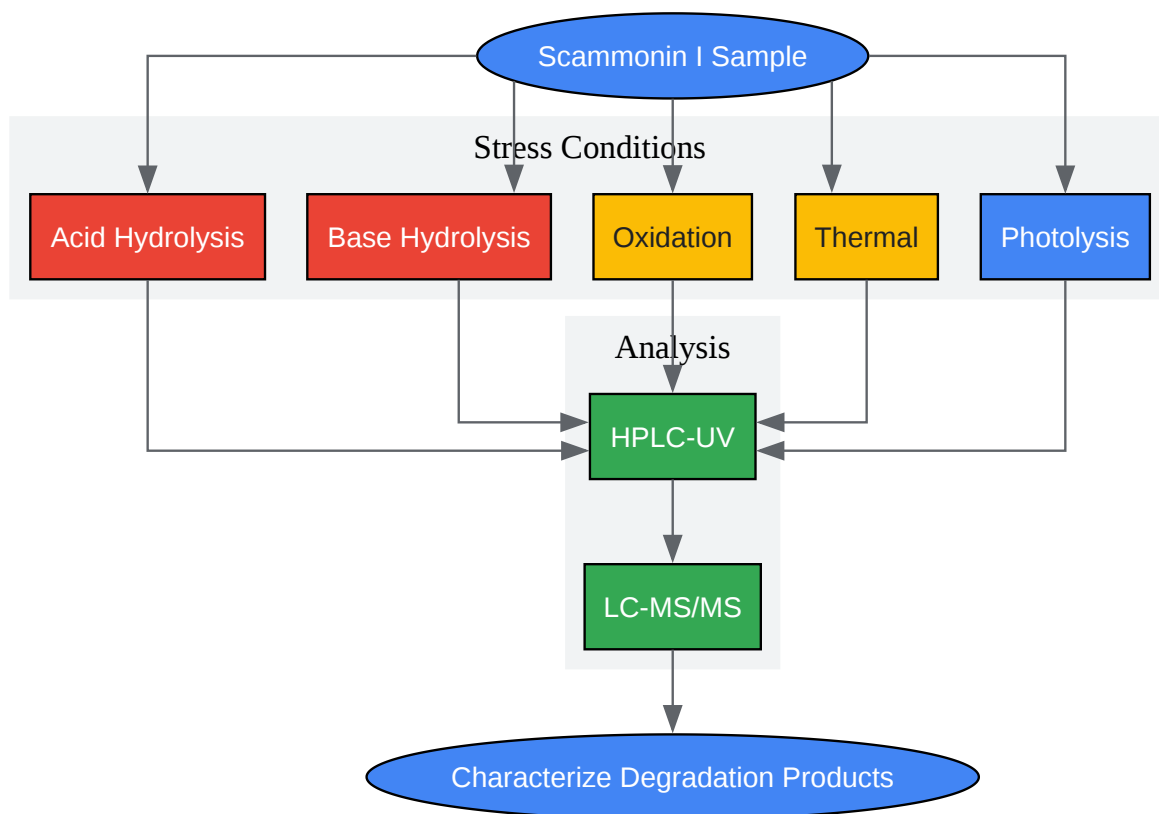 Scammonin I Sample
Stress Conditions
Acid Hydrolysis
Base Hydrolysis
Oxidation
Thermal
Photolysis
Analysis
HPLC-UV
LC-MS/MS
Characterize Degradation Products